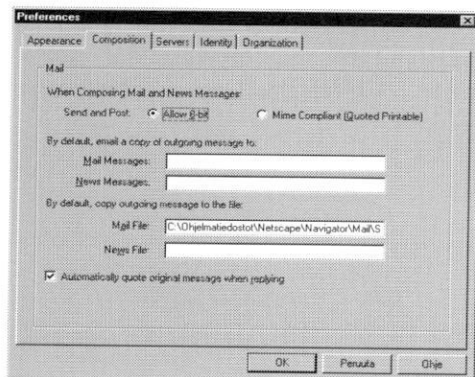 Preferences
Appearance Composition Servers Identity Organization
Mail
When Composing Mail and News Messages:
Send and Post: Allow 8-bit Mime Compliant (Quoted Printable)
By default, email a copy of outgoing message to:
Mail Messages:
News Messages:
By default, copy outgoing message to the file:
Mail File: C:\Ohjelmatiedostot\Netscape\Navigator\Mail\S
News File:
Automatically quote original message when replying
OK Peruuta Ohje